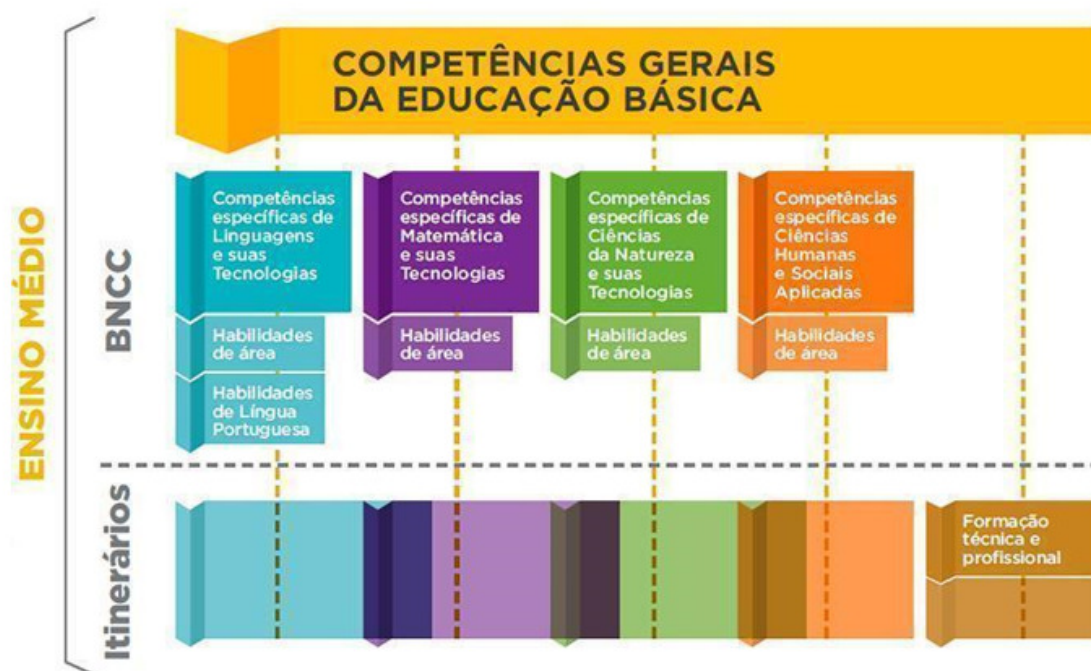 COMPETÊNCIAS GERAIS
DA EDUCAÇÃO BÁSICA
ENSINO MÉDIO
BNCC
Competências
específicas de
Linguagens
e suas
Tecnologias
Habilidades
de área
Habilidades
de Língua
Portuguesa
Competências
específicas de
Matemática
e suas
Tecnologias
Habilidades
de área
Competências
específicas de
Ciências
da Natureza
e suas
Tecnologias
Habilidades
de área
Competências
específicas de
Ciências
Humanas
e Sociais
Aplicadas
Habilidades
de área
Itinerários
Formação
técnica e
profissional